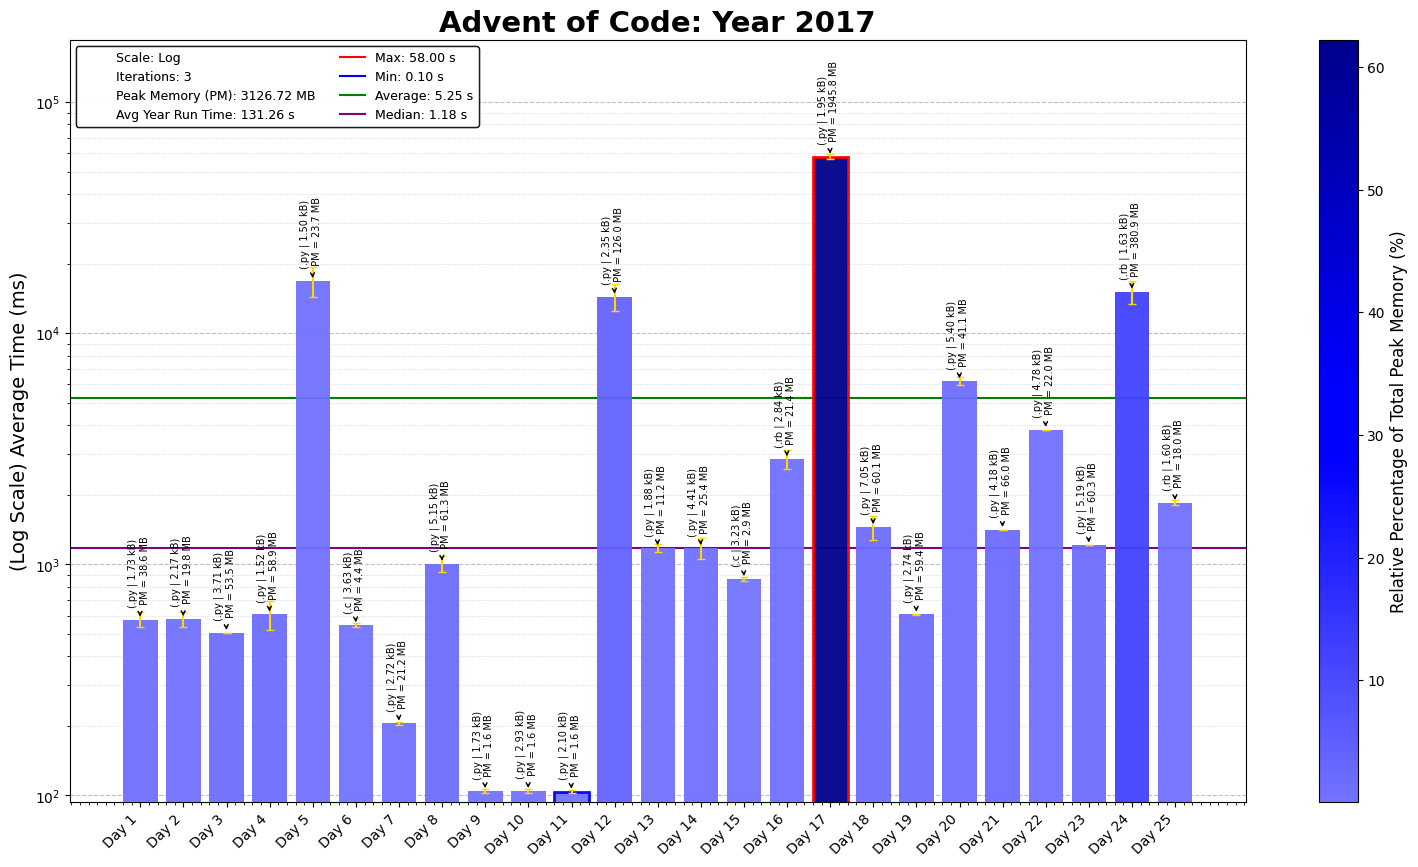 Advent of Code: Year 2017
Scale: Log
Iterations: 3
Peak Memory (PM): 3126.72 MB
Avg Year Run Time: 131.26 s
Max: 58.00 s
Min: 0.10 s
Average: 5.25 s
Median: 1.18 s
(Log Scale) Average Time (ms)
10^5
10^4
10^3
10^2
(.py | 1.73 kB)
PM = 38.6 MB
(.py | 2.17 kB)
PM = 19.8 MB
(.py | 3.71 kB)
PM = 53.5 MB
(.py | 1.52 kB)
PM = 58.9 MB
(.py | 1.50 kB)
PM = 23.7 MB
(.c | 3.63 kB)
PM = 4.4 MB
(.py | 2.72 kB)
PM = 21.2 MB
(.py | 5.15 kB)
PM = 61.3 MB
(.py | 1.73 kB)
PM = 1.6 MB
(.py | 2.93 kB)
PM = 1.6 MB
(.py | 2.10 kB)
PM = 1.6 MB
(.py | 2.35 kB)
PM = 126.0 MB
(.py | 1.88 kB)
PM = 11.2 MB
(.py | 4.41 kB)
PM = 25.4 MB
(.c | 3.23 kB)
PM = 2.9 MB
(.rb | 2.84 kB)
PM = 21.4 MB
(.py | 1.95 kB)
PM = 1945.8 MB
(.py | 7.05 kB)
PM = 60.1 MB
(.py | 2.74 kB)
PM = 59.4 MB
(.py | 5.40 kB)
PM = 41.1 MB
(.py | 4.18 kB)
PM = 66.0 MB
(.py | 4.78 kB)
PM = 22.0 MB
(.py | 5.19 kB)
PM = 60.3 MB
(.rb | 1.63 kB)
PM = 380.9 MB
(.rb | 1.60 kB)
PM = 18.0 MB
Day 1
Day 2
Day 3
Day 4
Day 5
Day 6
Day 7
Day 8
Day 9
Day 10
Day 11
Day 12
Day 13
Day 14
Day 15
Day 16
Day 17
Day 18
Day 19
Day 20
Day 21
Day 22
Day 23
Day 24
Day 25
60
50
40
30
20
10
Relative Percentage of Total Peak Memory (%)